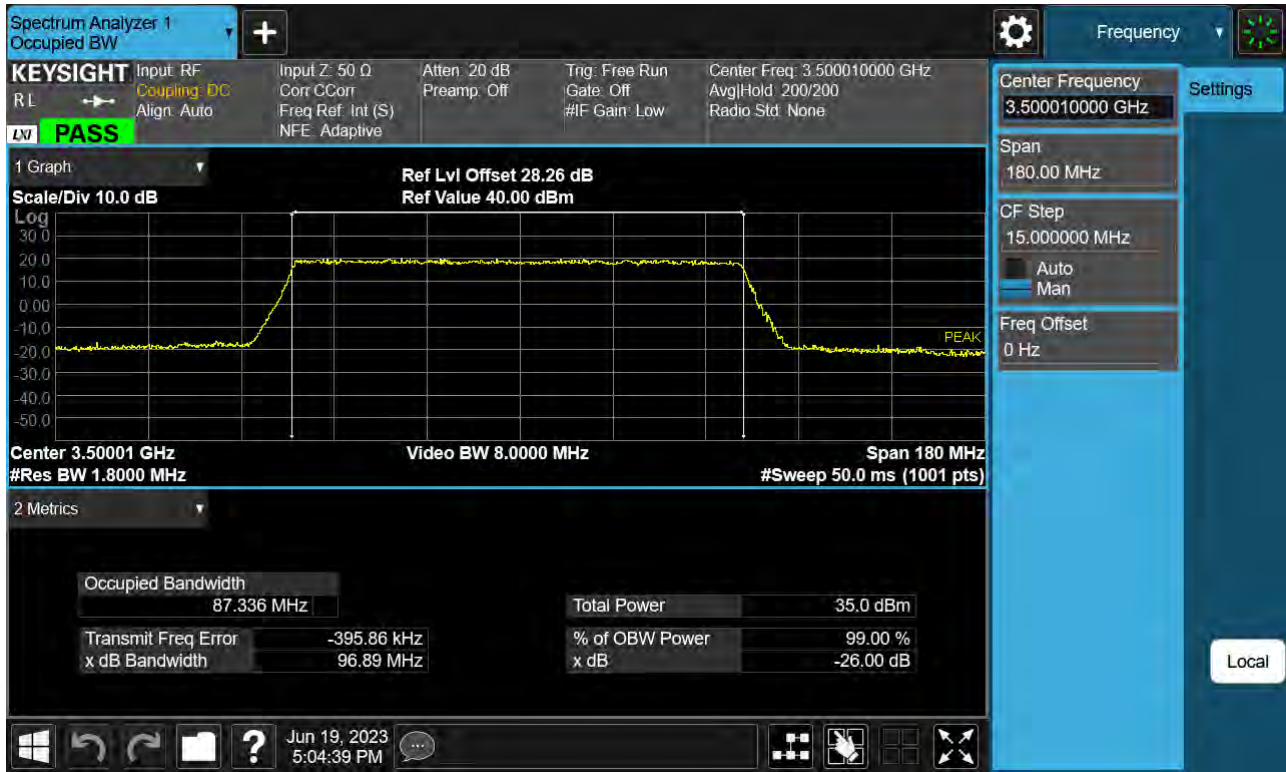 Spectrum Analyzer 1
Occupied BW
Frequency
KEYSIGHT
RL
LXI
PASS
Input: RF
Coupling: DC
Align: Auto
Input Z: 50 Ω
Corr CCorr
Freq Ref: Int (S)
NFE: Adaptive
Atten: 20 dB
Preamp: Off
Trig: Free Run
Gate: Off
#IF Gain: Low
Center Freq: 3.500010000 GHz
Avg|Hold: 200/200
Radio Std: None
1 Graph
Scale/Div 10.0 dB
Ref Lvl Offset 28.26 dB
Ref Value 40.00 dBm
Log
30.0
20.0
10.0
0.00
-10.0
-20.0
-30.0
-40.0
-50.0
PEAK
Center 3.50001 GHz
#Res BW 1.8000 MHz
Video BW 8.0000 MHz
Span 180 MHz
#Sweep 50.0 ms (1001 pts)
2 Metrics
Occupied Bandwidth
87.336 MHz
Transmit Freq Error -395.86 kHz
x dB Bandwidth 96.89 MHz
Total Power 35.0 dBm
% of OBW Power 99.00 %
x dB -26.00 dB
Center Frequency
3.500010000 GHz
Span
180.00 MHz
CF Step
15.000000 MHz
Auto
Man
Freq Offset
0 Hz
Settings
Local
?
Jun 19, 2023
5:04:39 PM